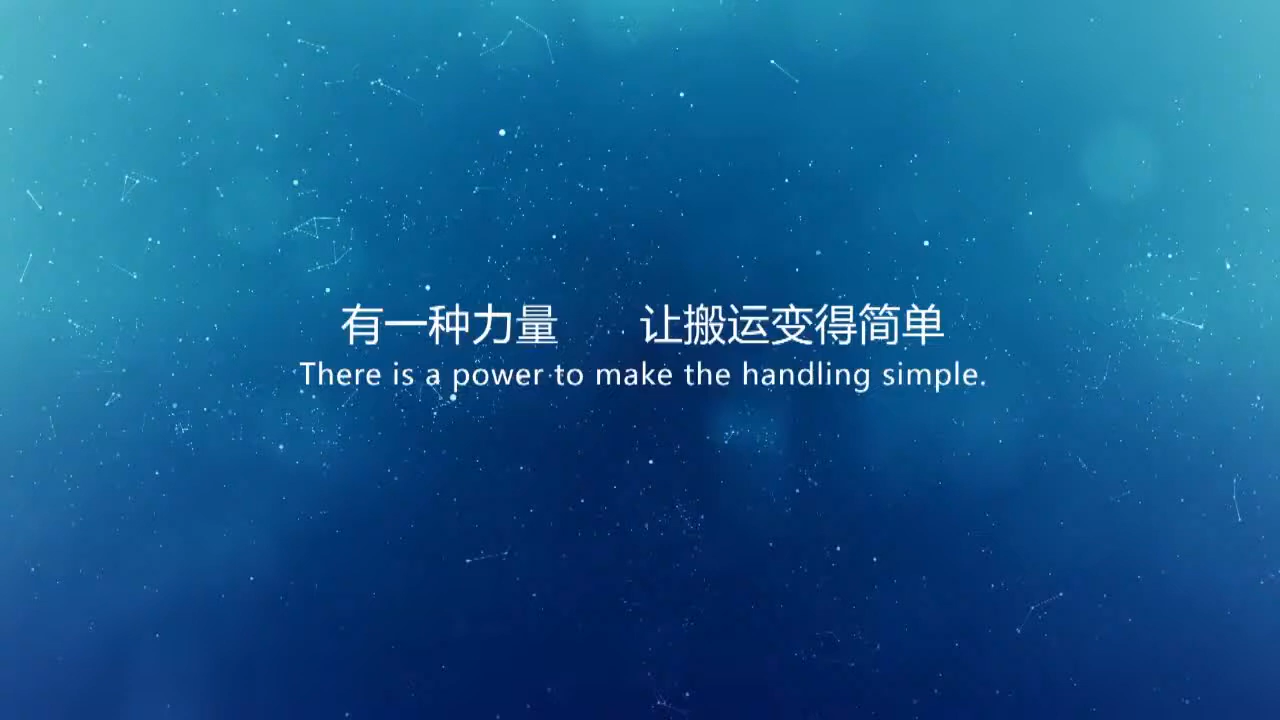 有一种力量 让搬运变得简单
There is a power to make the handling simple.